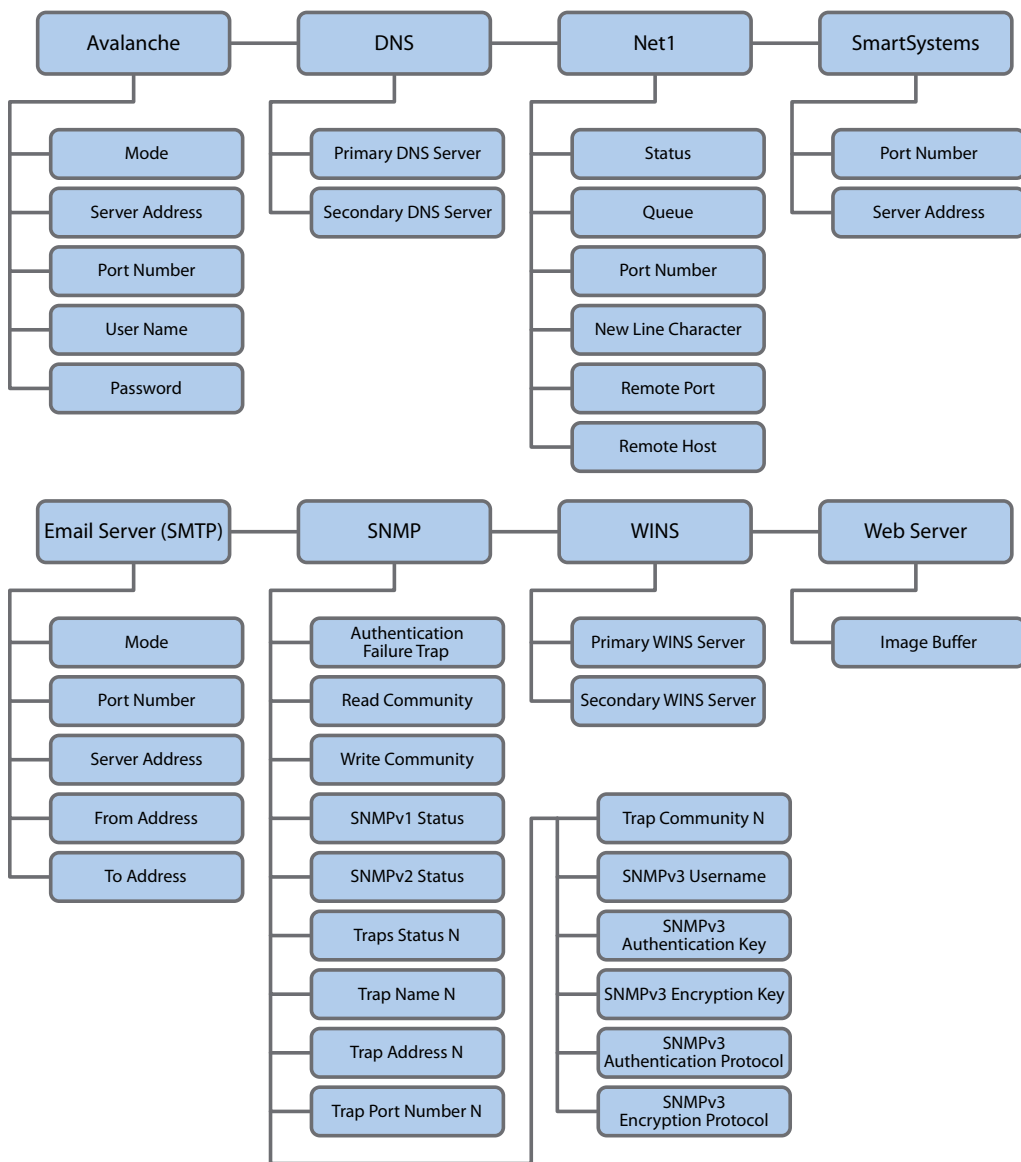 Avalanche
DNS
Net1
SmartSystems
Mode
Server Address
Port Number
User Name
Password
Primary DNS Server
Secondary DNS Server
Status
Queue
Port Number
New Line Character
Remote Port
Remote Host
Port Number
Server Address
Email Server (SMTP)
SNMP
WINS
Web Server
Mode
Port Number
Server Address
From Address
To Address
Authentication
Failure Trap
Read Community
Write Community
SNMPv1 Status
SNMPv2 Status
Traps Status N
Trap Name N
Trap Address N
Trap Port Number N
Trap Community N
SNMPv3 Username
SNMPv3
Authentication Key
SNMPv3 Encryption Key
SNMPv3
Authentication Protocol
SNMPv3
Encryption Protocol
Primary WINS Server
Secondary WINS Server
Image Buffer